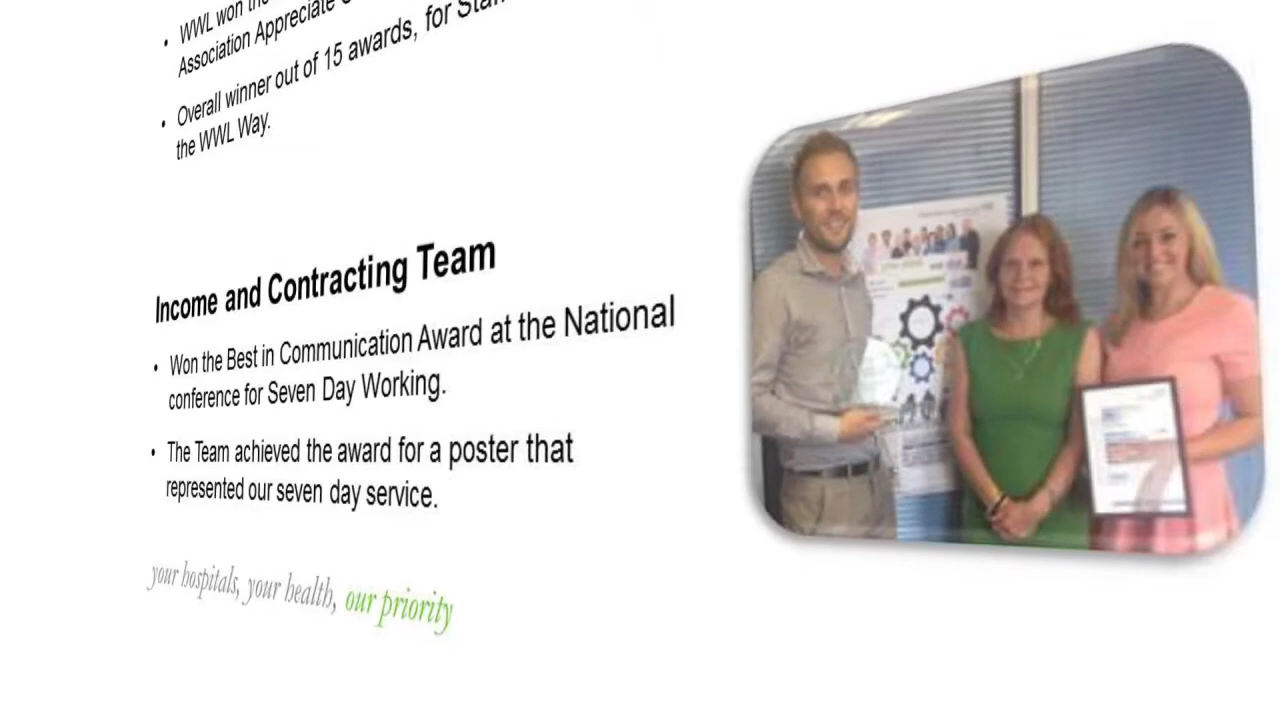 • WWL won the
Association Appreciate
• Overall winner out of 15 awards, for Staff
the WWL Way.
Income and Contracting Team
• Won the Best in Communication Award at the National
conference for Seven Day Working.
• The Team achieved the award for a poster that
represented our seven day service.
your hospitals, your health, our priority